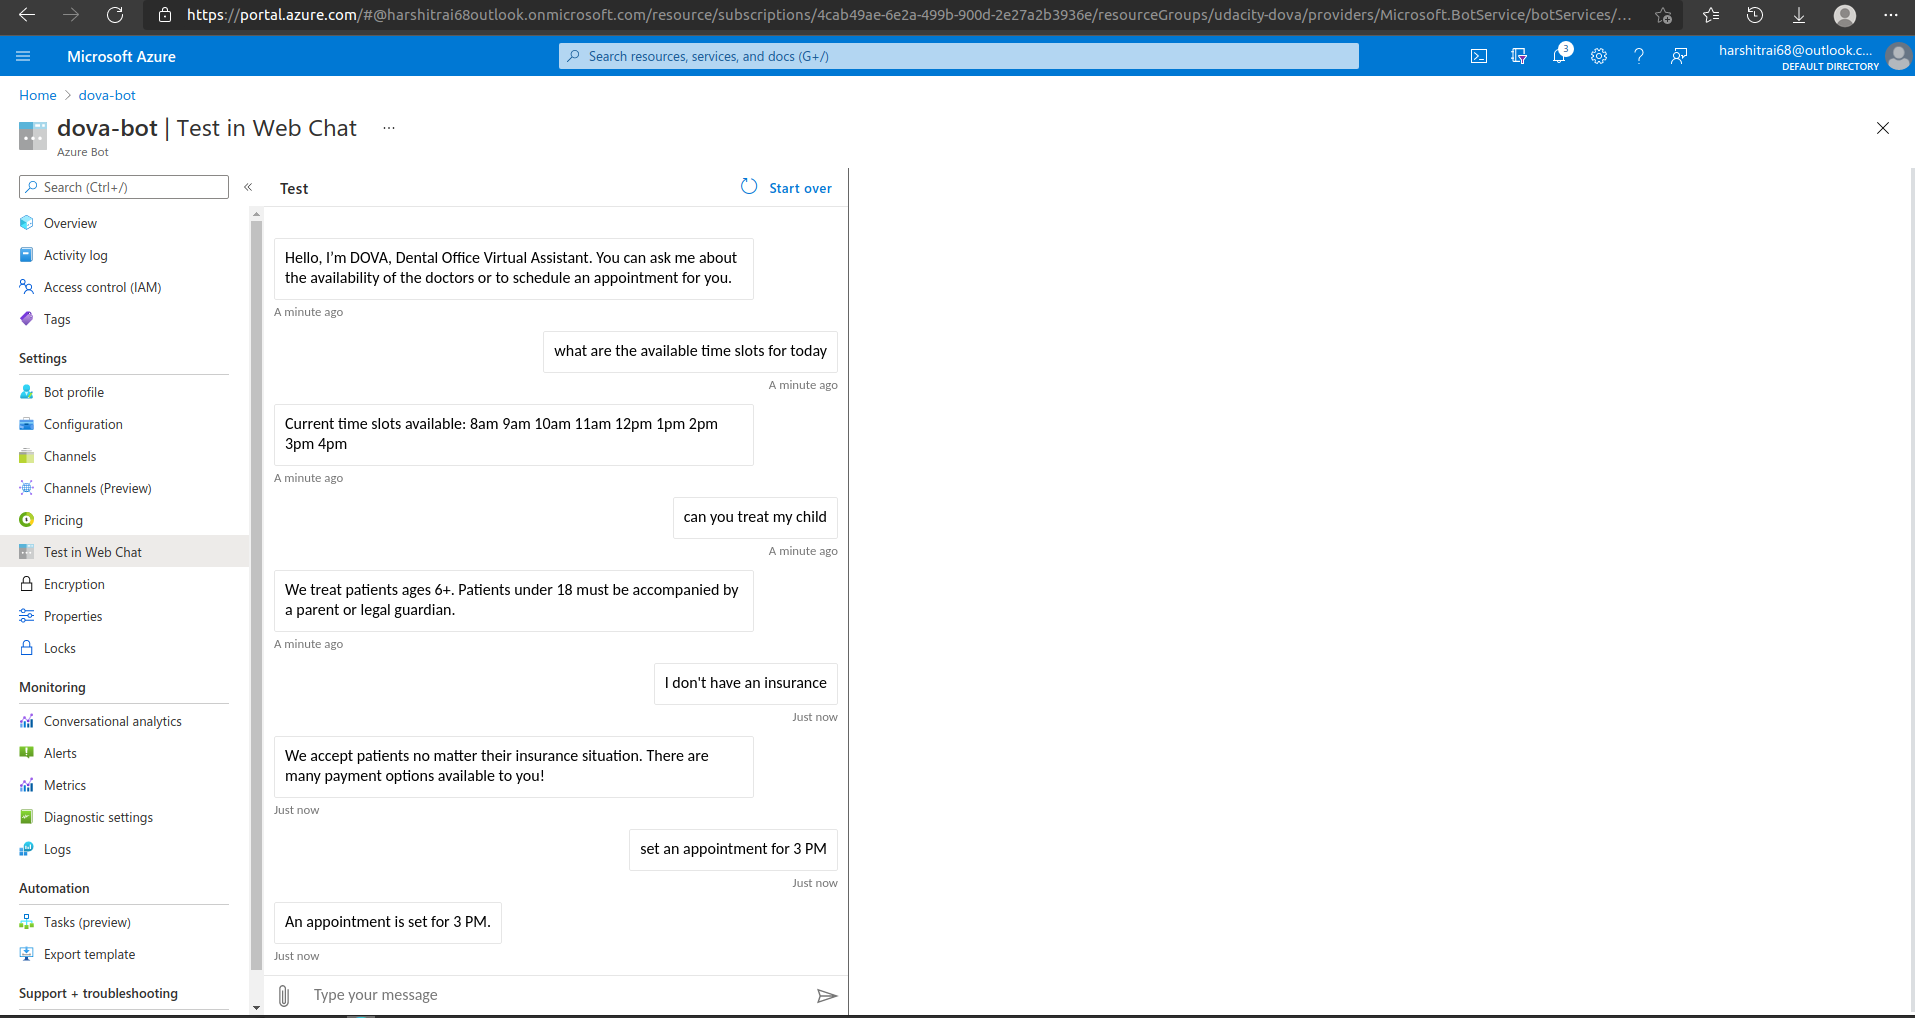 https://portal.azure.com/#@harshitrai68outlook.onmicrosoft.com/resource/subscriptions/4cab49ae-6e2a-499b-900d-2e27a2b3936e/resourceGroups/udacity-dova/providers/Microsoft.BotService/botServices/...
Microsoft Azure
Search resources, services, and docs (G+/)
3
harshitrai68@outlook.c...
DEFAULT DIRECTORY
Home > dova-bot
dova-bot | Test in Web Chat ...
Azure Bot
Search (Ctrl+/)
«
Overview
Activity log
Access control (IAM)
Tags
Settings
Bot profile
Configuration
Channels
Channels (Preview)
Pricing
Test in Web Chat
Encryption
Properties
Locks
Monitoring
Conversational analytics
Alerts
Metrics
Diagnostic settings
Logs
Automation
Tasks (preview)
Export template
Support + troubleshooting
Test
Start over
Hello, I'm DOVA, Dental Office Virtual Assistant. You can ask me about
the availability of the doctors or to schedule an appointment for you.
A minute ago
what are the available time slots for today
A minute ago
Current time slots available: 8am 9am 10am 11am 12pm 1pm 2pm
3pm 4pm
A minute ago
can you treat my child
A minute ago
We treat patients ages 6+. Patients under 18 must be accompanied by
a parent or legal guardian.
A minute ago
I don't have an insurance
Just now
We accept patients no matter their insurance situation. There are
many payment options available to you!
Just now
set an appointment for 3 PM
Just now
An appointment is set for 3 PM.
Just now
Type your message